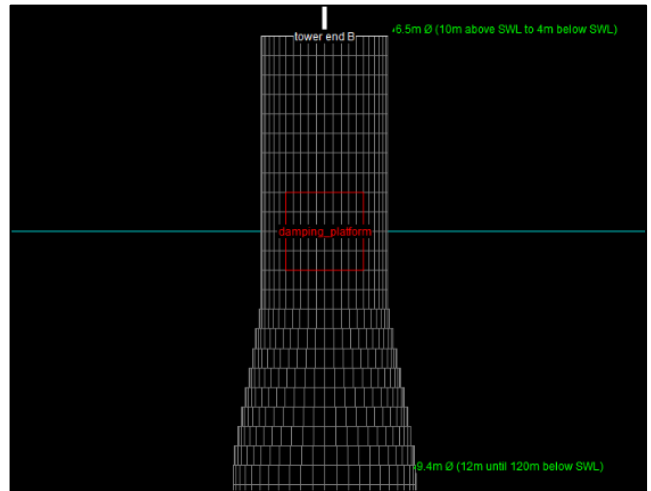 6.5m Ø (10m above SWL to 4m below SWL)
tower end B
damping_platform
9.4m Ø (12m until 120m below SWL)